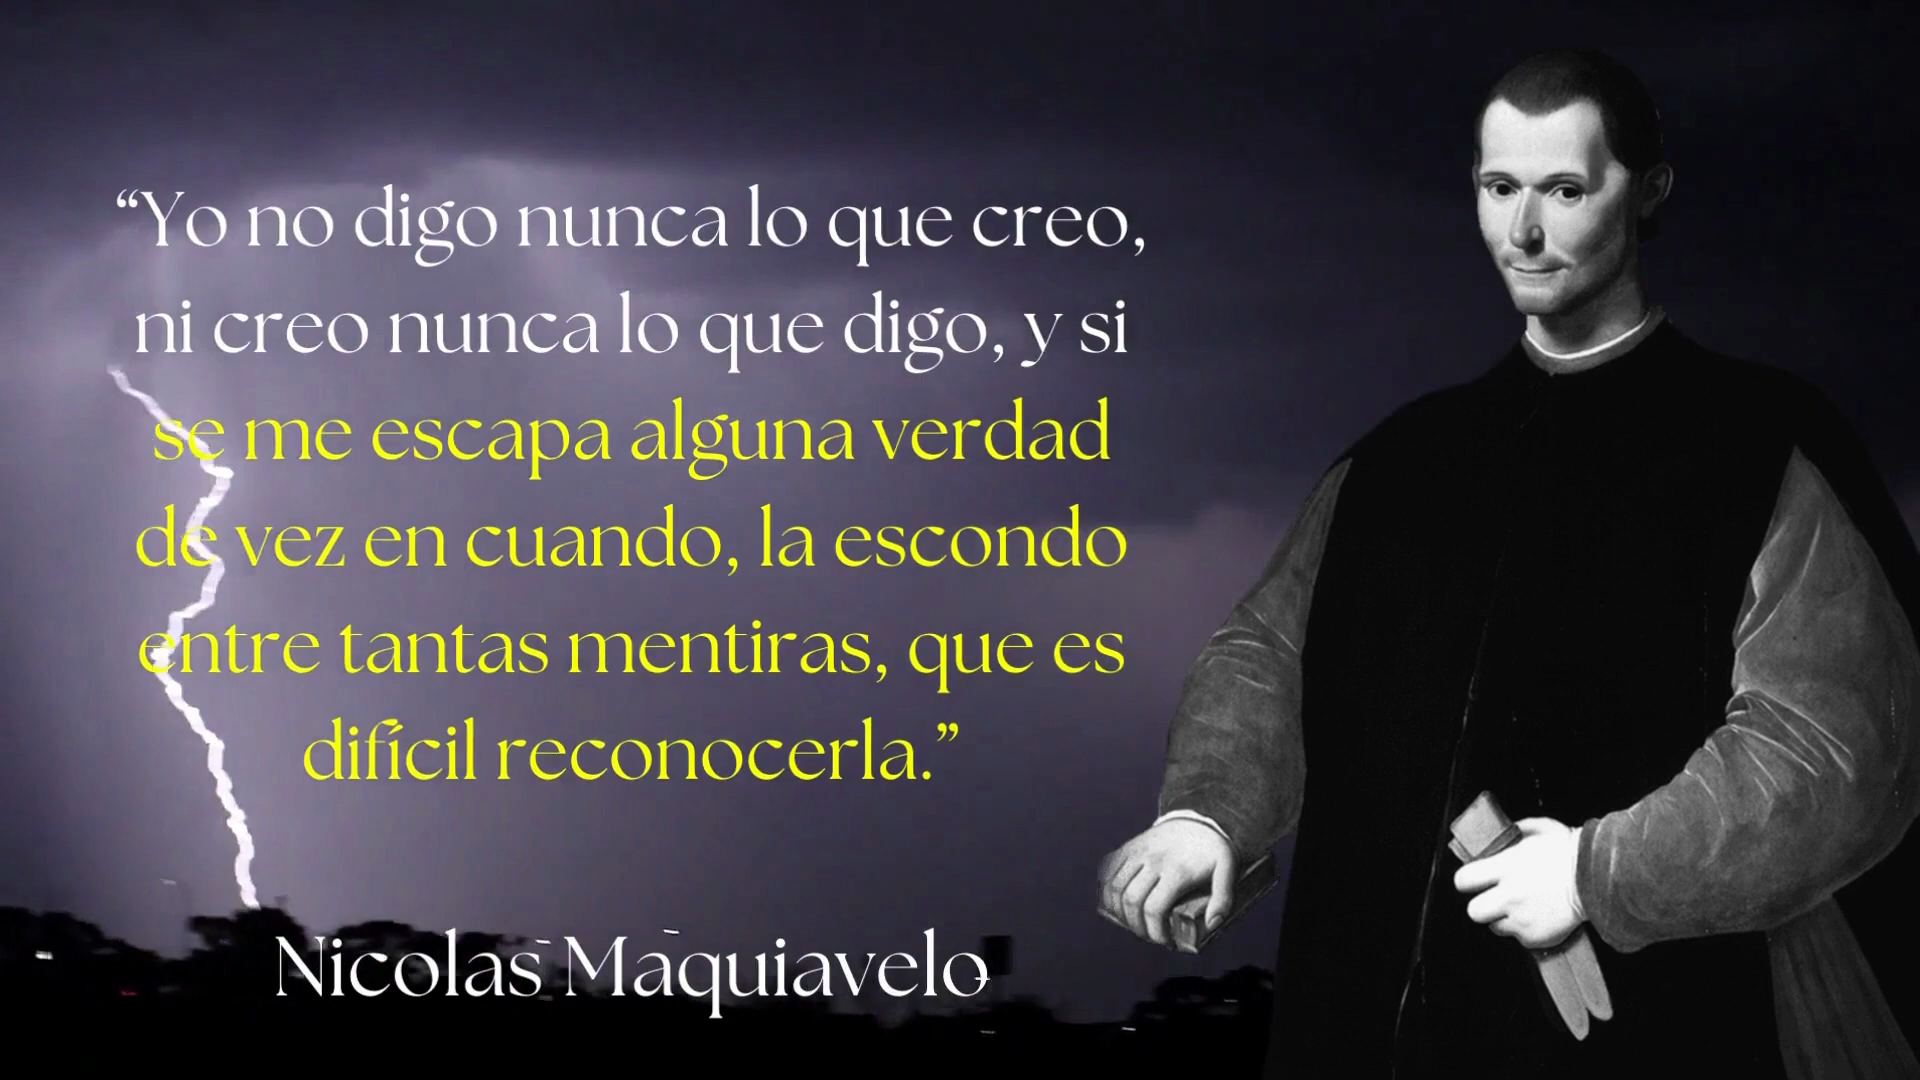 “Yo no digo nunca lo que creo,
ni creo nunca lo que digo, y si
se me escapa alguna verdad
de vez en cuando, la escondo
entre tantas mentiras, que es
difícil reconocerla.”
Nicolas Maquiavelo